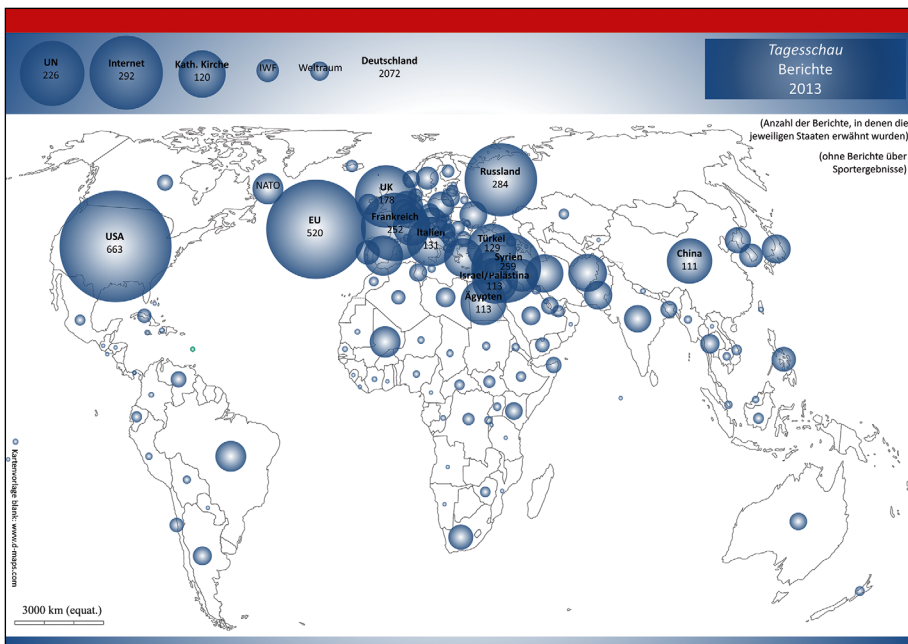 UN
226
Internet
292
Kath. Kirche
120
IWF
Weltraum
Deutschland
2072
Tagesschau
Berichte
2013
(Anzahl der Berichte, in denen die
jeweiligen Staaten erwähnt wurden)
(ohne Berichte über
Sportergebnisse)
NATO
UK
178
Russland
284
USA
663
EU
520
Frankreich
252
Italien
131
Türkei
129
Syrien
259
Israel/Palästina
113
Ägypten
113
China
111
Kartenvorlage blank: www.d-maps.com
3000 km (equat.)